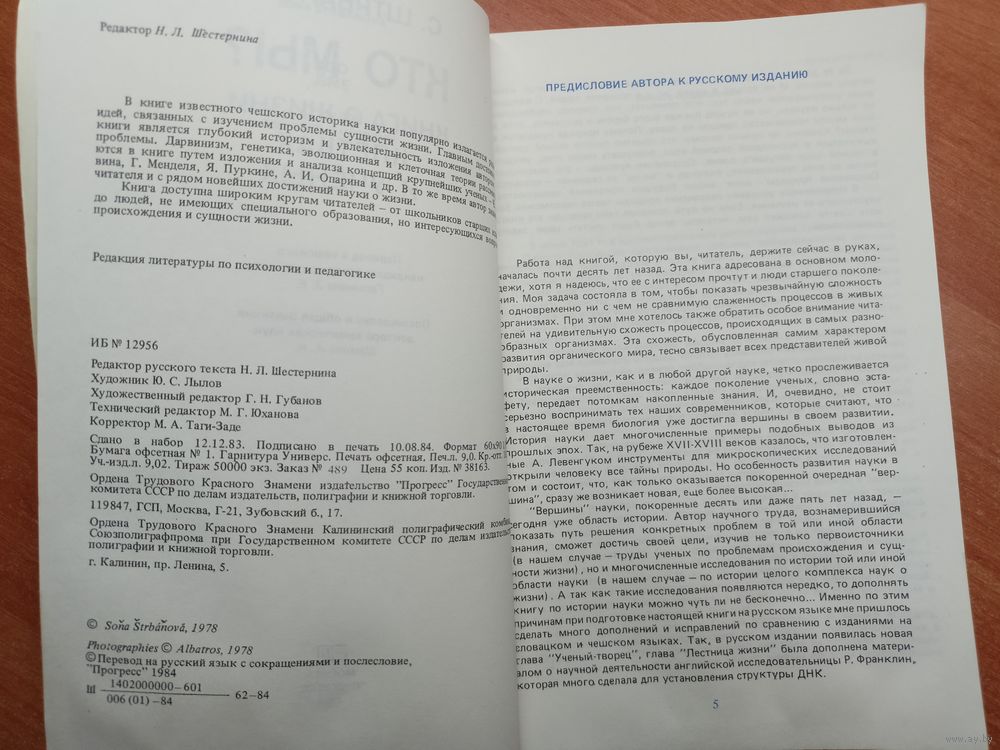 Редактор Н. Л. Шестернина
В книге известного чешского историка науки популярно излагается
идей, связанных с изучением проблемы сущности жизни. Главным
книги является глубокий историзм и увлекательность изложения
проблемы. Дарвинизм, генетика, эволюционная и клеточная теории
ются в книге путем изложения и анализа концепций крупнейших ученых –
вина, Г. Менделя, Я. Пуркине, А. И. Опарина и др. В то же время автор
читателя и с рядом новейших достижений науки о жизни.
Книга доступна широким кругам читателей – от школьников старших
до людей, не имеющих специального образования, но интересующихся
происхождения и сущности жизни.
Редакция литературы по психологии и педагогике
ИБ № 12956
Редактор русского текста Н. Л. Шестернина
Художник Ю. С. Лылов
Художественный редактор Г. Н. Губанов
Технический редактор М. Г. Юханова
Корректор М. А. Таги-Заде
Сдано в набор 12.12.83. Подписано в печать 10.08.84. Формат 60х90
Бумага офсетная № 1. Гарнитура Универс. Печать офсетная. Печ.л. 9,0. Кр.-отт.
Уч.-изд.л. 9,02. Тираж 50000 экз. Заказ № 489 Цена 55 коп. Изд. № 38163.
Ордена Трудового Красного Знамени издательство "Прогресс" Государственного
комитета СССР по делам издательств, полиграфии и книжной торговли.
119847, ГСП, Москва, Г-21, Зубовский б., 17.
Ордена Трудового Красного Знамени Калининский полиграфический
Союзполиграфпрома при Государственном комитете СССР по делам
полиграфии и книжной торговли.
г. Калинин, пр. Ленина, 5.
© Soňa Štrbáňová, 1978
Photographies © Albatros, 1978
© Перевод на русский язык с сокращениями и послесловие,
"Прогресс" 1984
Ш 1402000000–601
006 (01) –84 62–84
С.
КТО МЫ?
ПРЕДИСЛОВИЕ АВТОРА К РУССКОМУ ИЗДАНИЮ
Работа над книгой, которую вы, читатель, держите сейчас в руках,
началась почти десять лет назад. Эта книга адресована в основном моло-
дежи, хотя я надеюсь, что ее с интересом прочтут и люди старшего поколе-
ния. Моя задача состояла в том, чтобы показать чрезвычайную сложность
и одновременно ни с чем не сравнимую слаженность процессов в живых
организмах. При этом мне хотелось также обратить особое внимание чита-
телей на удивительную схожесть процессов, происходящих в самых разно-
образных организмах. Эта схожесть, обусловленная самим характером
развития органического мира, тесно связывает всех представителей живой
природы.
В науке о жизни, как и в любой другой науке, четко прослеживается
историческая преемственность: каждое поколение ученых, словно эста-
фету, передает потомкам накопленные знания. И, очевидно, не стоит
серьезно воспринимать тех наших современников, которые считают, что
в настоящее время биология уже достигла вершины в своем развитии.
История науки дает многочисленные примеры подобных выводов из
прошлых эпох. Так, на рубеже XVII-XVIII веков казалось, что изготовлен-
ные А. Левенгуком инструменты для микроскопических исследований
открыли человеку все тайны природы. Но особенность развития науки в
том и состоит, что, как только оказывается покоренной очередная "вер-
шина", сразу же возникает новая, еще более высокая...
"Вершины" науки, покоренные десять или даже пять лет назад, —
сегодня уже область истории. Автор научного труда, вознамерившийся
показать путь решения конкретных проблем в той или иной области
знания, сможет достичь своей цели, изучив не только первоисточники
(в нашем случае — труды ученых по проблемам происхождения и сущ-
ности жизни), но и многочисленные исследования по истории той или иной
области науки (в нашем случае — по истории целого комплекса наук о
жизни). А так как такие исследования появляются нередко, то дополнять
книгу по истории науки можно чуть ли не бесконечно... Именно по этим
причинам при подготовке настоящей книги на русском языке мне пришлось
сделать много дополнений и исправлений по сравнению с изданиями на
словацком и чешском языках. Так, в русском издании появилась новая
глава "Ученый-творец", глава "Лестница жизни" была дополнена матери-
алом о научной деятельности английской исследовательницы Р. Франклин,
которая много сделала для установления структуры ДНК.
5
www.ay.by